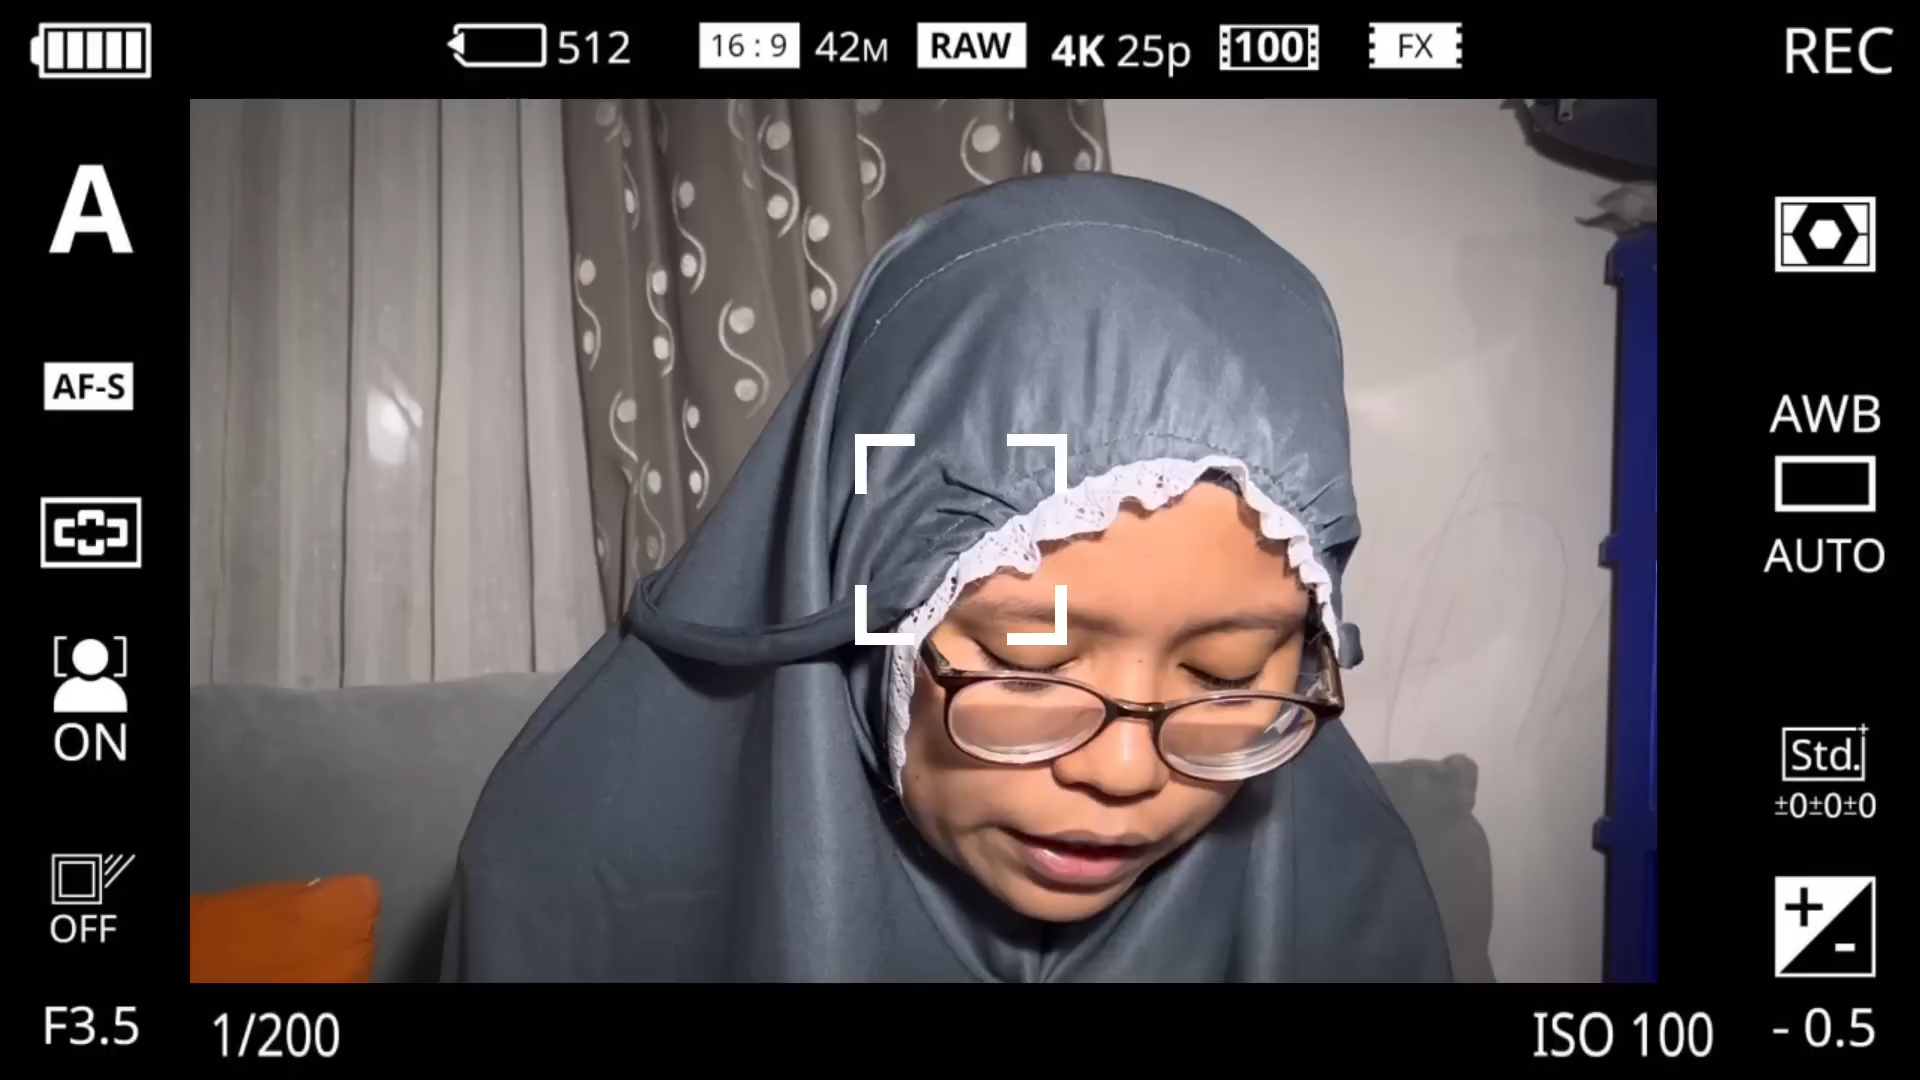 512 16:9 42M RAW 4K 25p 100 FX REC
A
AF-S
AWB
AUTO
ON
Std.+
±0±0±0
OFF
F3.5 1/200 ISO 100 - 0.5